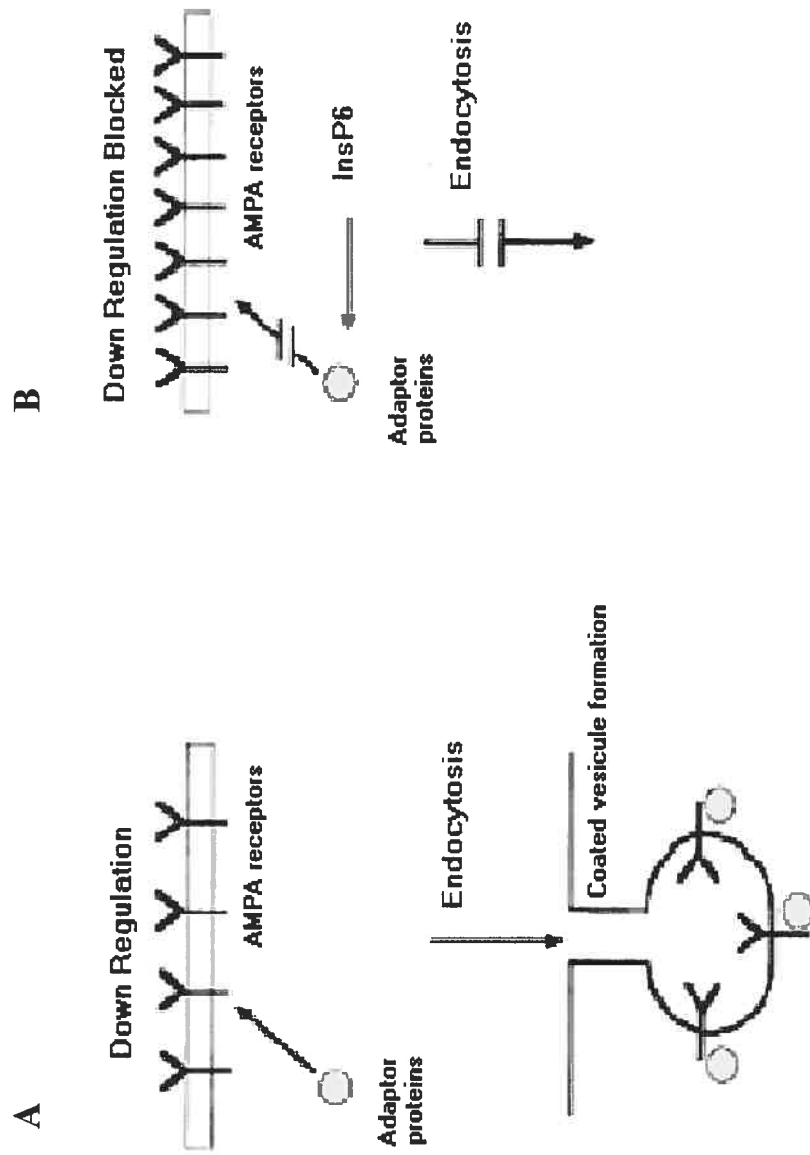 A
Down Regulation
AMPA receptors
Adaptor
proteins
Endocytosis
Coated vesicule formation
B
Down Regulation Blocked
AMPA receptors
InsP6
Adaptor
proteins
Endocytosis